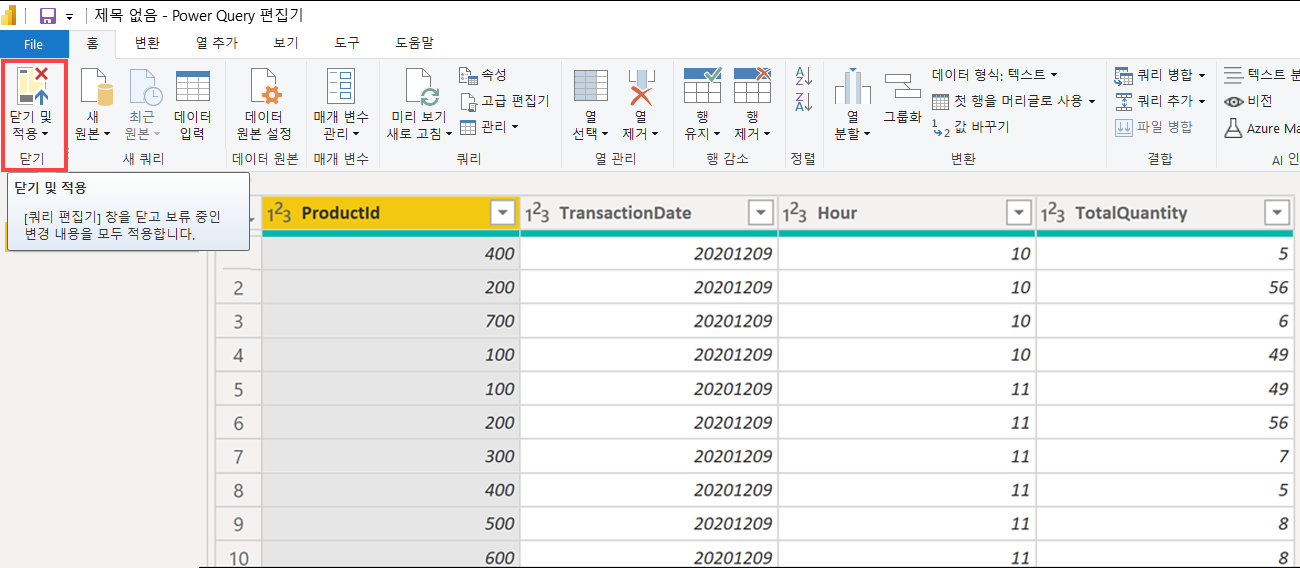 제목 없음 - Power Query 편집기
File 홈 변환 열 추가 보기 도구 도움말
닫기 및
적용
닫기
새
원본
최근
원본
데이터
입력
새 쿼리
데이터
원본 설정
데이터 원본
매개 변수
관리
매개 변수
미리 보기
새로 고침
속성
고급 편집기
관리
쿼리
열
선택
열
제거
열 관리
행
유지
행
제거
행 감소
정렬
열
분할
그룹화
데이터 형식: 텍스트
첫 행을 머리글로 사용
값 바꾸기
변환
쿼리 병합
쿼리 추가
파일 병합
결합
텍스트 분
비전
Azure Ma
AI 인
닫기 및 적용
[쿼리 편집기] 창을 닫고 보류 중인
변경 내용을 모두 적용합니다.
ProductId TransactionDate Hour TotalQuantity
400 20201209 10 5
2 200 20201209 10 56
3 700 20201209 10 6
4 100 20201209 10 49
5 100 20201209 11 49
6 200 20201209 11 56
7 300 20201209 11 7
8 400 20201209 11 5
9 500 20201209 11 8
10 600 20201209 11 8